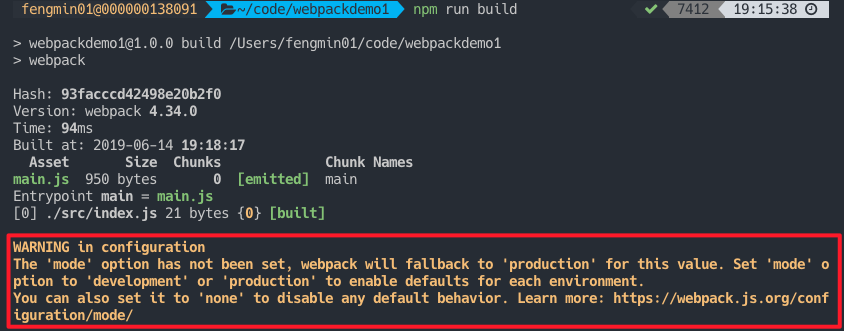 fengmin01@000000138091 ~/code/webpackdemo1 npm run build ✔ 7412 19:15:38
> webpackdemo1@1.0.0 build /Users/fengmin01/code/webpackdemo1
> webpack
Hash: 93facccd42498e20b2f0
Version: webpack 4.34.0
Time: 94ms
Built at: 2019-06-14 19:18:17
Asset Size Chunks Chunk Names
main.js 950 bytes 0 [emitted] main
Entrypoint main = main.js
[0] ./src/index.js 21 bytes {0} [built]
WARNING in configuration
The 'mode' option has not been set, webpack will fallback to 'production' for this value. Set 'mode' o
ption to 'development' or 'production' to enable defaults for each environment.
You can also set it to 'none' to disable any default behavior. Learn more: https://webpack.js.org/conf
iguration/mode/